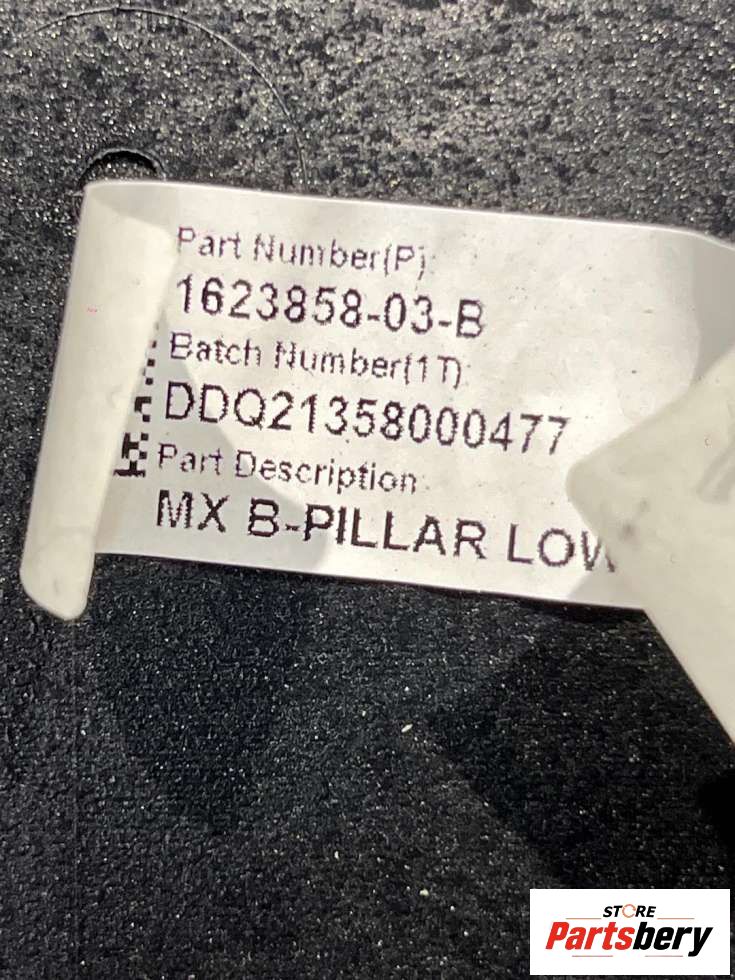 Part Number(P):
1623858-03-B
Batch Number(1T):
DDQ21358000477
Part Description:
MX B-PILLAR LOW
STORE
Partsbery